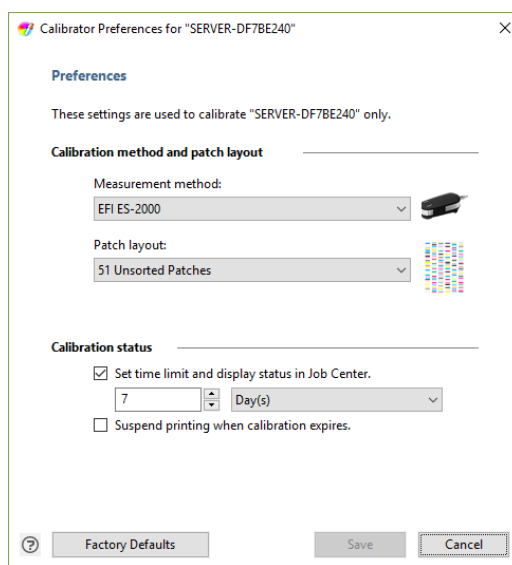 Calibrator Preferences for "SERVER-DF7BE240"
Preferences
These settings are used to calibrate "SERVER-DF7BE240" only.
Calibration method and patch layout
Measurement method:
EFI ES-2000
Patch layout:
51 Unsorted Patches
Calibration status
Set time limit and display status in Job Center.
7 Day(s)
Suspend printing when calibration expires.
? Factory Defaults Save Cancel